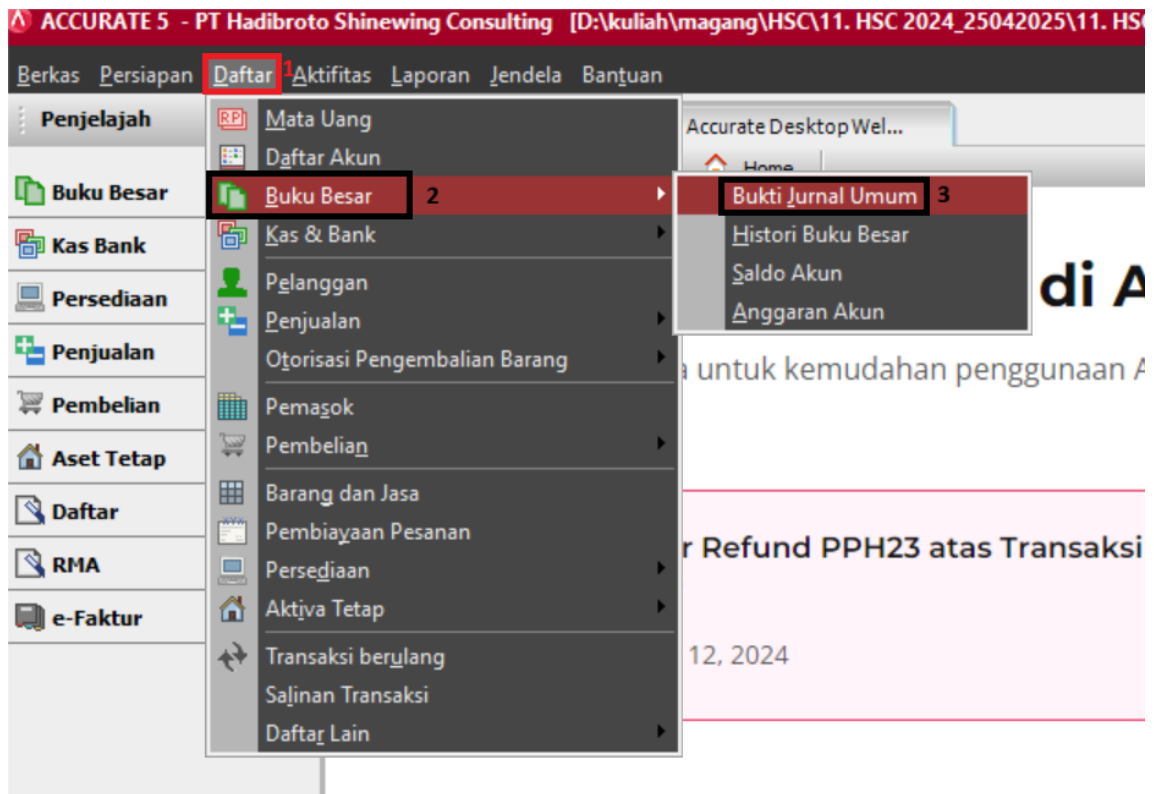 ACCURATE 5 - PT Hadibroto Shinewing Consulting [D:\kuliah\magang\HSC\11. HSC 2024_25042025\11. HS
Berkas Persiapan Daftar 1 Aktifitas Laporan Jendela Bantuan
Penjelajah
Buku Besar
Kas Bank
Persediaan
Penjualan
Pembelian
Aset Tetap
Daftar
RMA
e-Faktur
Mata Uang
Daftar Akun
Buku Besar 2
Kas & Bank
Pelanggan
Penjualan
Otorisasi Pengembalian Barang
Pemasok
Pembelian
Barang dan Jasa
Pembiayaan Pesanan
Persediaan
Aktiva Tetap
Transaksi berulang
Salinan Transaksi
Daftar Lain
Bukti Jurnal Umum 3
Histori Buku Besar
Saldo Akun
Anggaran Akun
Accurate Desktop Wel...
Home
di A
untuk kemudahan penggunaan A
r Refund PPH23 atas Transaksi
12, 2024